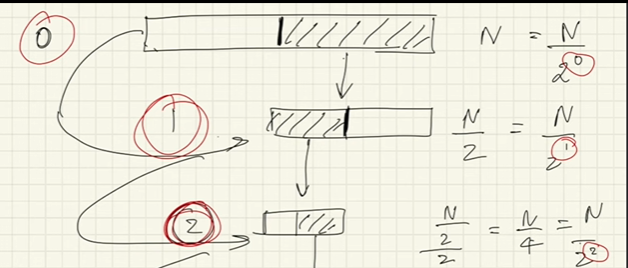 0 N = N/2^0
1 N/2 = N/2^1
2 N/2/2 = N/4 = N/2^2